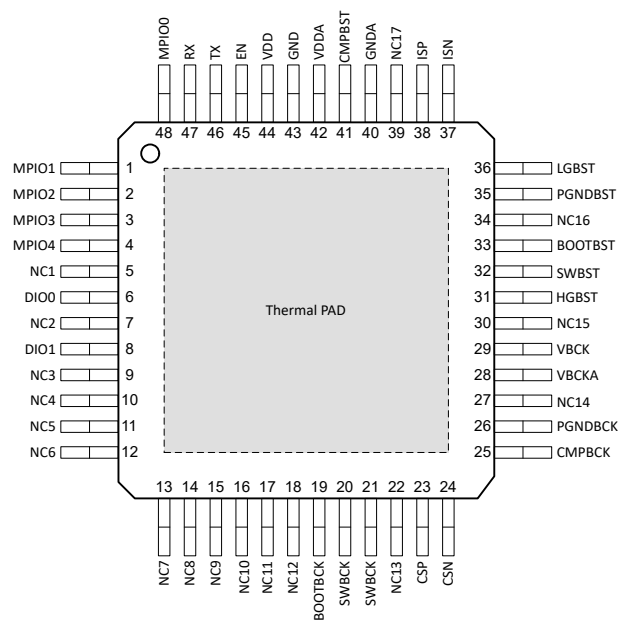 MPIO0
RX
TX
EN
VDD
GND
VDDA
CMPBST
GNDA
NC17
ISP
ISN
48 47 46 45 44 43 42 41 40 39 38 37
MPIO1 1 36 LGBST
MPIO2 2 35 PGNDBST
MPIO3 3 34 NC16
MPIO4 4 33 BOOTBST
NC1 5 32 SWBST
DIO0 6 31 HGBST
Thermal PAD
NC2 7 30 NC15
DIO1 8 29 VBCK
NC3 9 28 VBCKA
NC4 10 27 NC14
NC5 11 26 PGNDBCK
NC6 12 25 CMPBCK
13 14 15 16 17 18 19 20 21 22 23 24
NC7
NC8
NC9
NC10
NC11
NC12
BOOTBCK
SWBCK
SWBCK
NC13
CSP
CSN